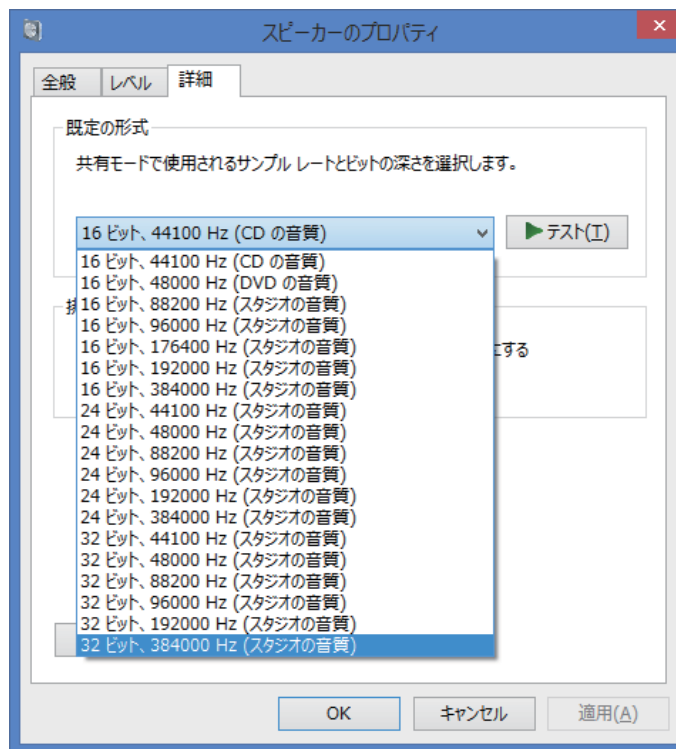 スピーカーのプロパティ
全般 レベル 詳細
既定の形式
共有モードで使用されるサンプル レートとビットの深さを選択します。
16 ビット、44100 Hz (CD の音質) テスト(T)
16 ビット、44100 Hz (CD の音質)
16 ビット、48000 Hz (DVD の音質)
16 ビット、88200 Hz (スタジオの音質)
16 ビット、96000 Hz (スタジオの音質)
16 ビット、176400 Hz (スタジオの音質)
とする
16 ビット、192000 Hz (スタジオの音質)
16 ビット、384000 Hz (スタジオの音質)
24 ビット、44100 Hz (スタジオの音質)
24 ビット、48000 Hz (スタジオの音質)
24 ビット、88200 Hz (スタジオの音質)
24 ビット、96000 Hz (スタジオの音質)
24 ビット、192000 Hz (スタジオの音質)
24 ビット、384000 Hz (スタジオの音質)
32 ビット、44100 Hz (スタジオの音質)
32 ビット、48000 Hz (スタジオの音質)
32 ビット、88200 Hz (スタジオの音質)
32 ビット、96000 Hz (スタジオの音質)
32 ビット、192000 Hz (スタジオの音質)
32 ビット、384000 Hz (スタジオの音質)
OK キャンセル 適用(A)